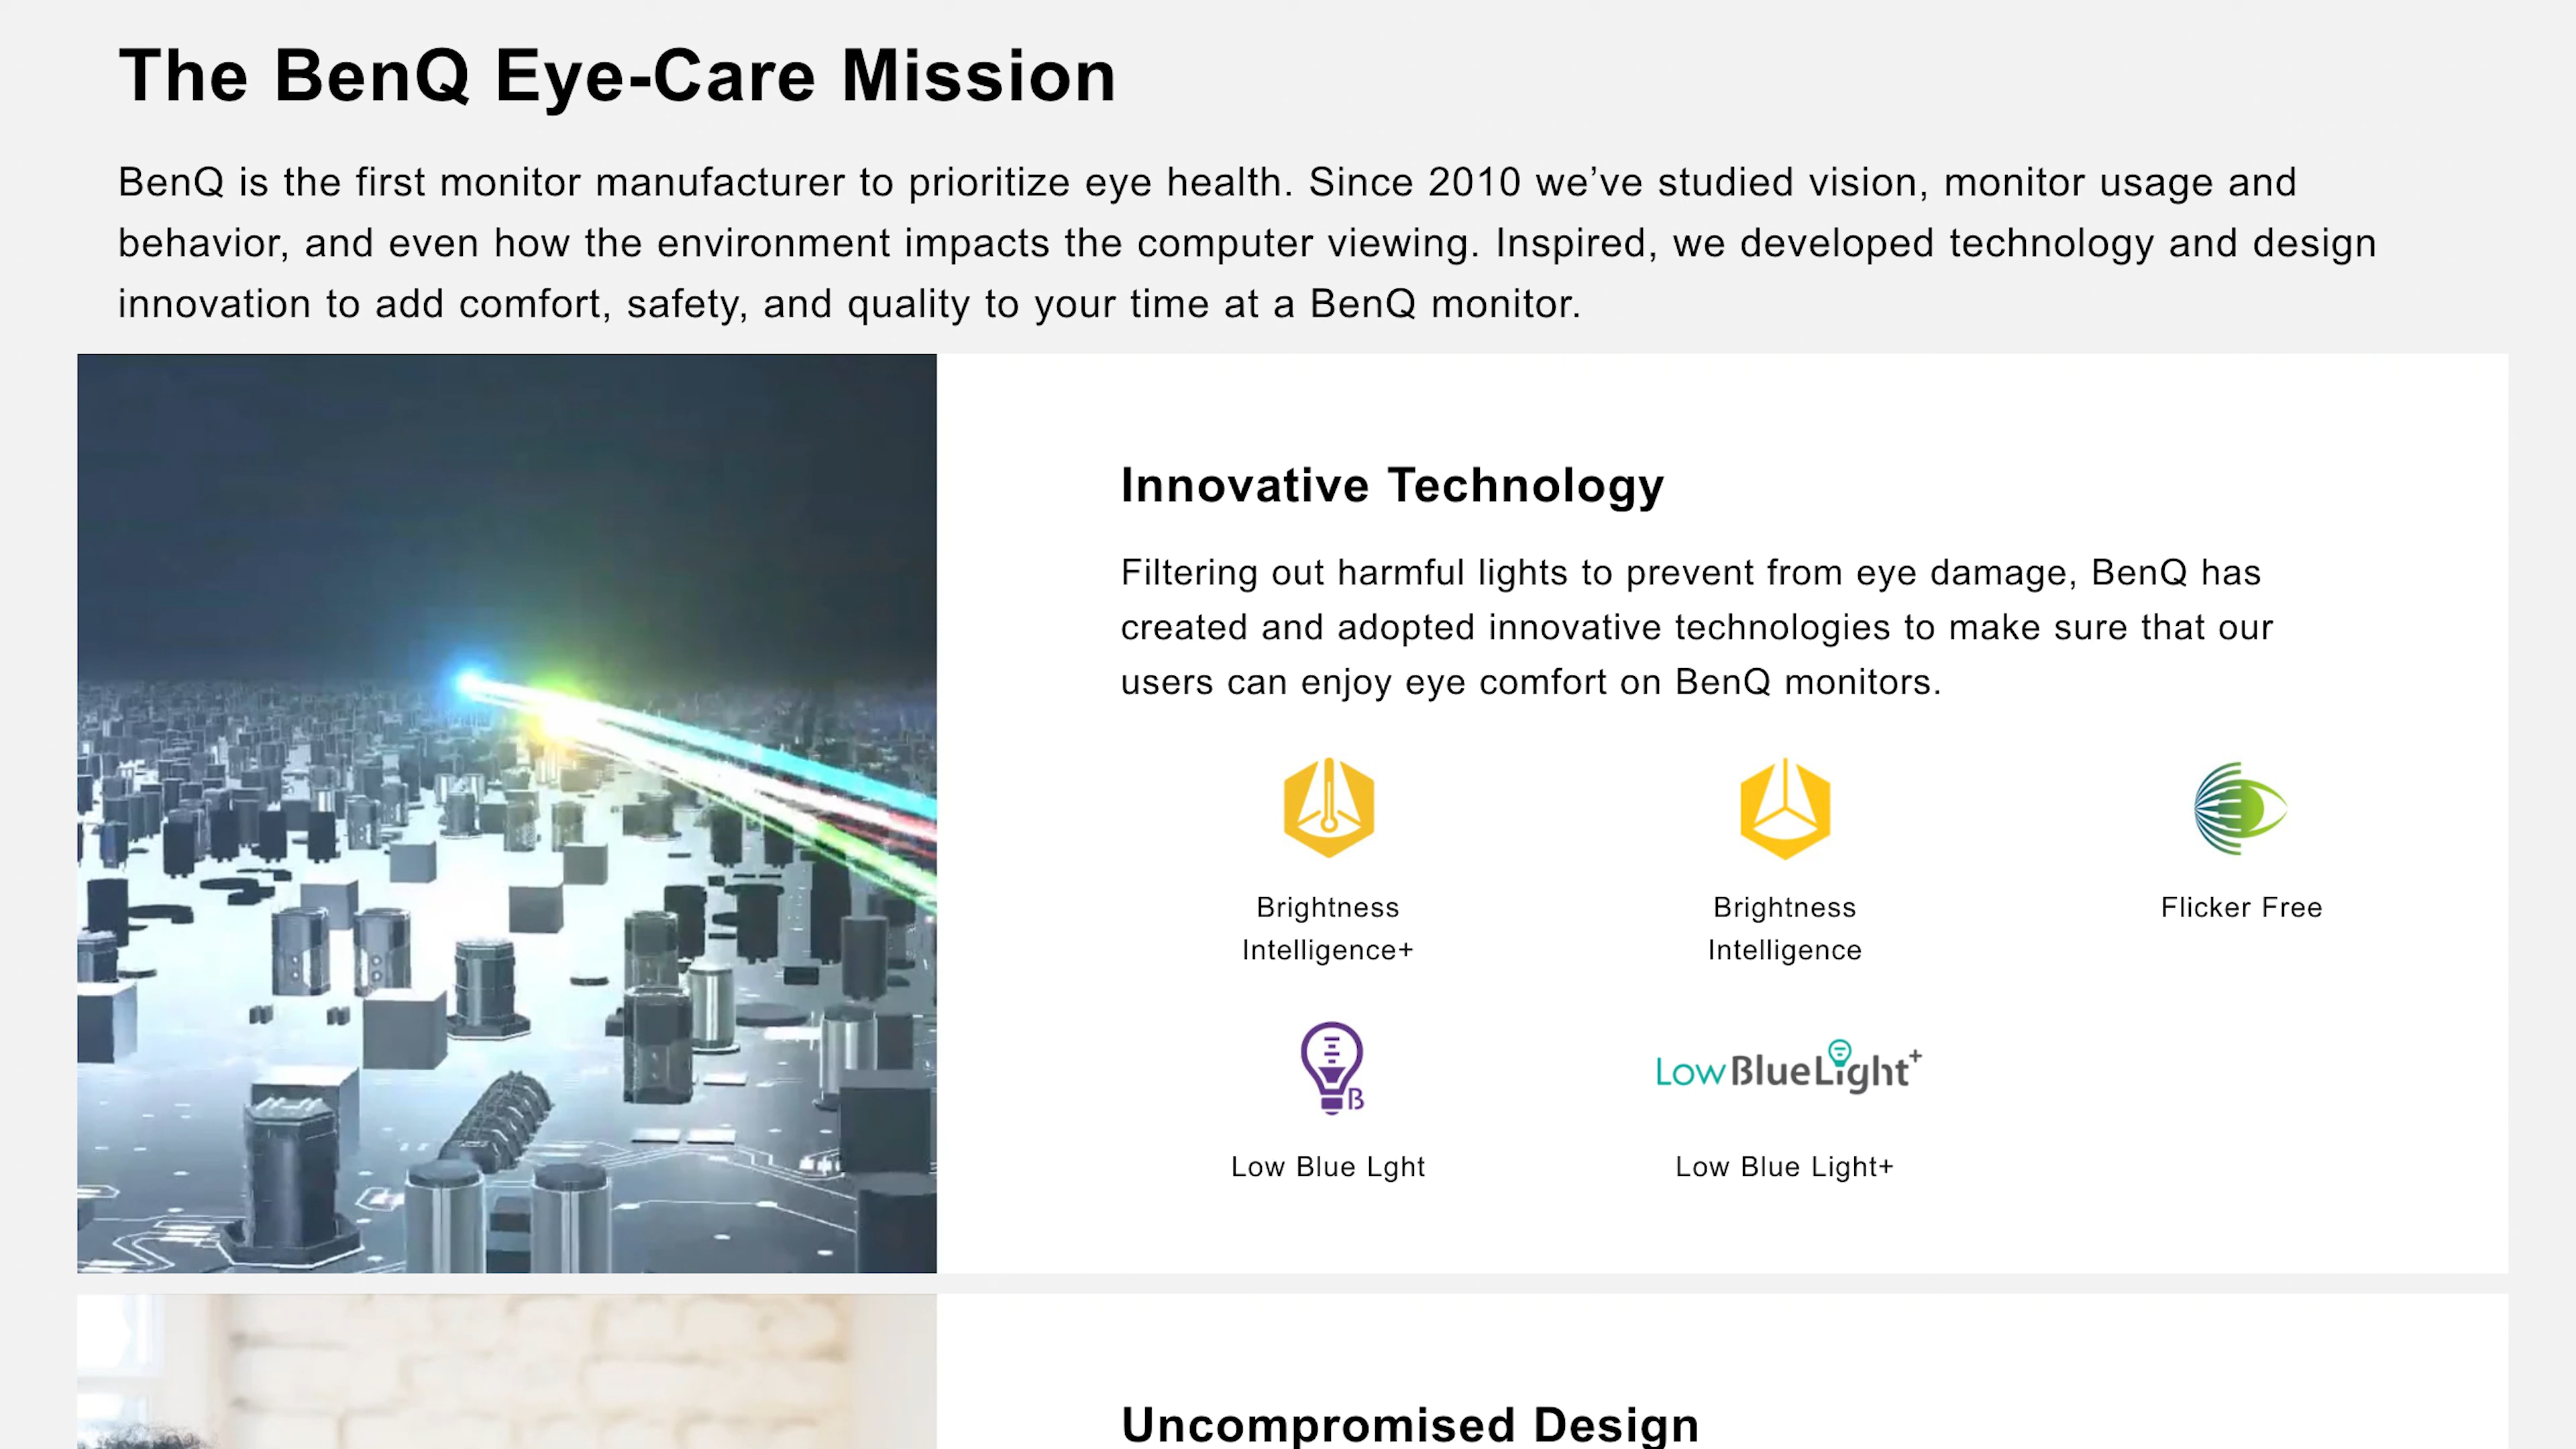 The BenQ Eye-Care Mission
BenQ is the first monitor manufacturer to prioritize eye health. Since 2010 we’ve studied vision, monitor usage and
behavior, and even how the environment impacts the computer viewing. Inspired, we developed technology and design
innovation to add comfort, safety, and quality to your time at a BenQ monitor.
Innovative Technology
Filtering out harmful lights to prevent from eye damage, BenQ has
created and adopted innovative technologies to make sure that our
users can enjoy eye comfort on BenQ monitors.
Brightness
Intelligence+
Brightness
Intelligence
Flicker Free
B
Low Blue Light+
Low Blue Lght
Low Blue Light+
Uncompromised Design